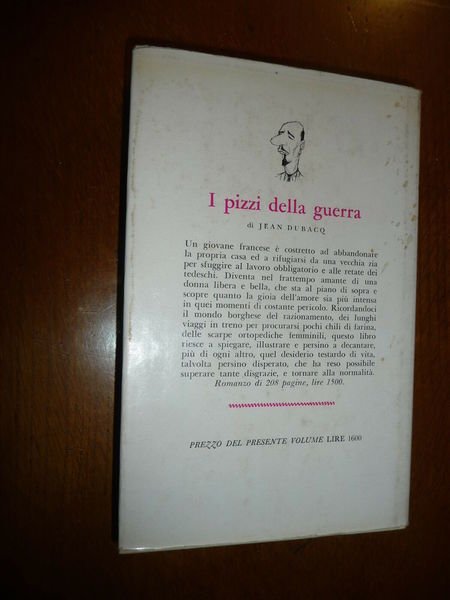 I pizzi della guerra
di JEAN DUBACQ
Un giovane francese è costretto ad abbandonare
la propria casa ed a rifugiarsi da una vecchia zia
per sfuggire al lavoro obbligatorio e alle retate dei
tedeschi. Diventa nel frattempo amante di una
donna libera e bella, che sta al piano di sopra e
scopre quanto la gioia dell'amore sia più intensa
in quei momenti di costante pericolo. Ricordandoci
il mondo borghese del razionamento, dei lunghi
viaggi in treno per procurarsi pochi chili di farina,
delle scarpe ortopediche femminili, questo libro
riesce a spiegare, illustrare e persino a decantare,
più di ogni altro, quel desiderio testardo di vita,
talvolta persino disperato, che ha reso possibile
superare tante disgrazie, e tornare alla normalità.
Romanzo di 208 pagine, lire 1500.
PREZZO DEL PRESENTE VOLUME LIRE 1600